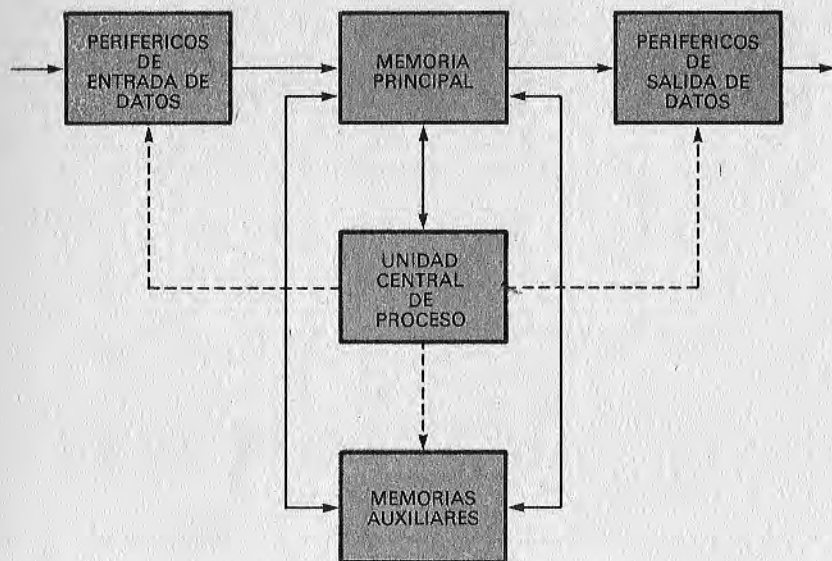 PERIFERICOS
DE
ENTRADA DE
DATOS
MEMORIA
PRINCIPAL
PERIFERICOS
DE
SALIDA DE
DATOS
UNIDAD
CENTRAL
DE
PROCESO
MEMORIAS
AUXILIARES